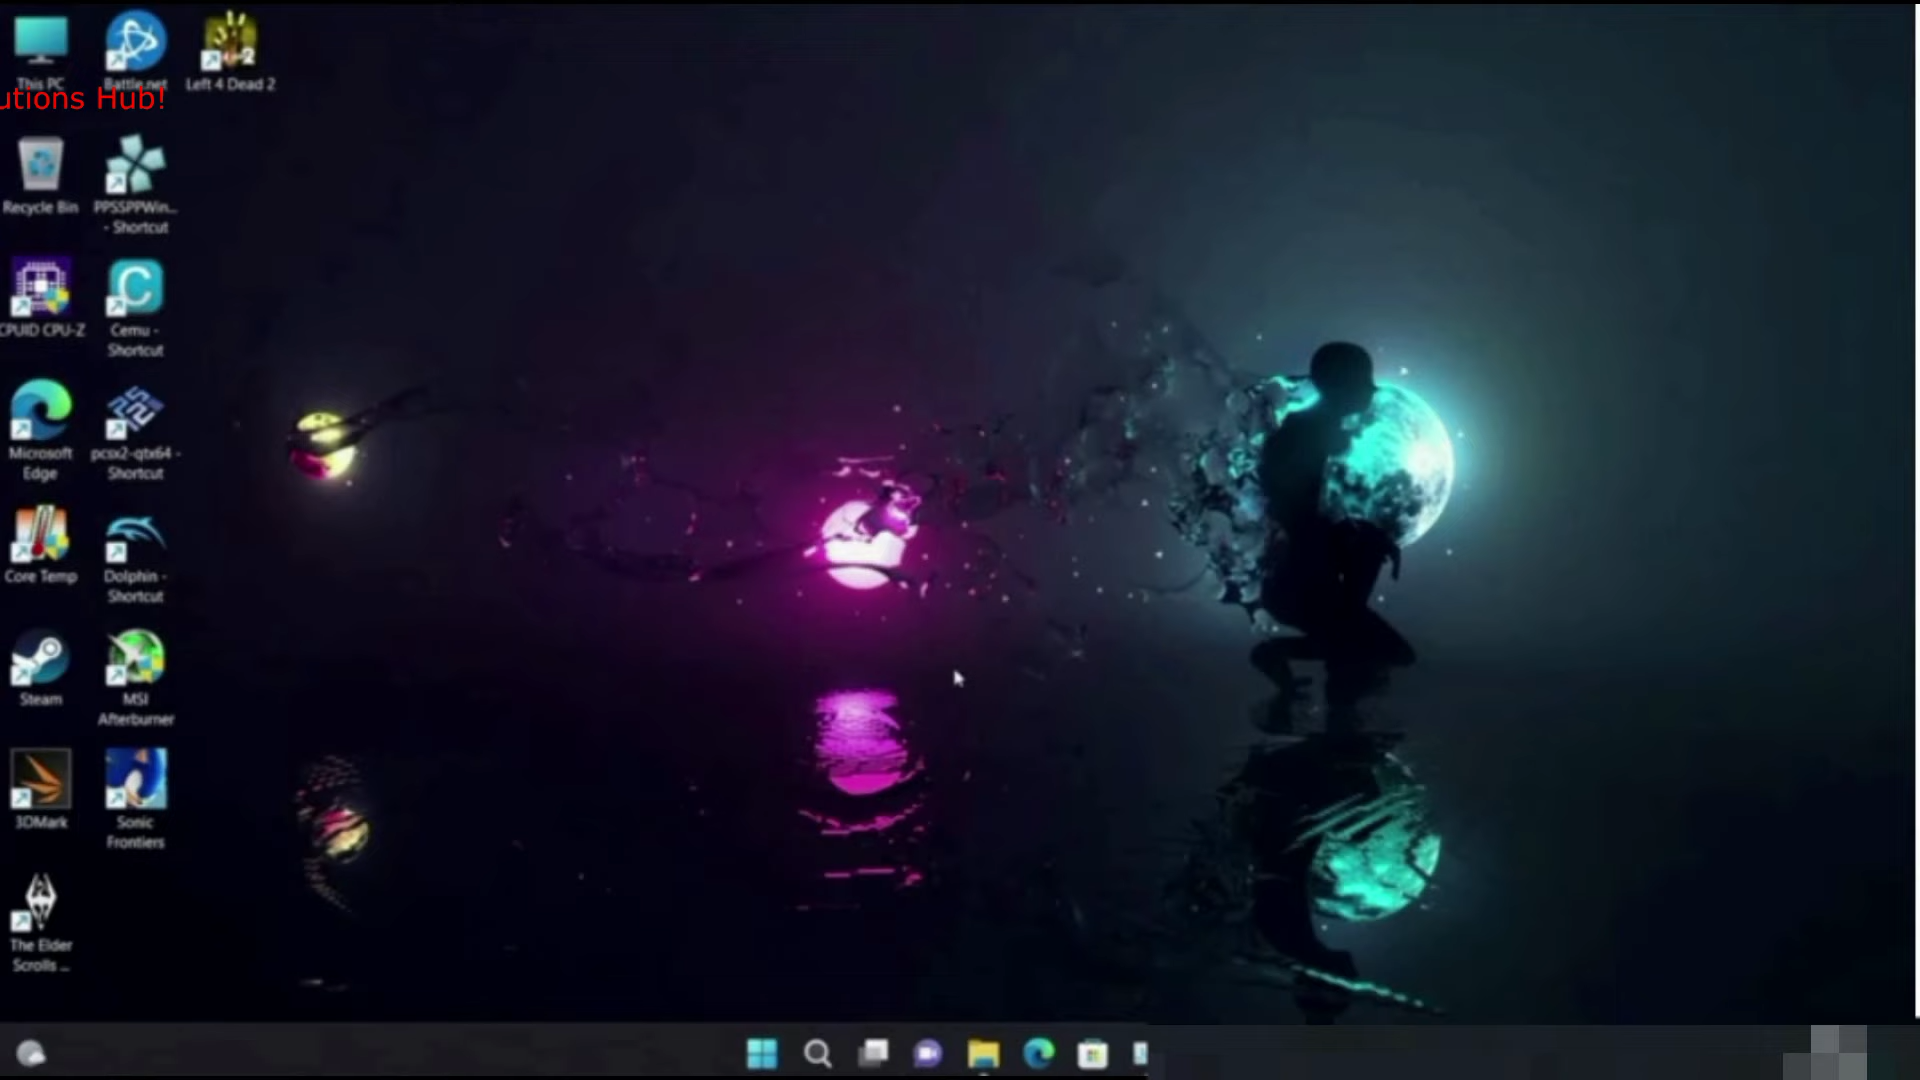 This PC
Battle.net
Left 4 Dead 2
utions Hub!
Recycle Bin
PPSSPPWin...
- Shortcut
CPUID CPU-Z
Cemu -
Shortcut
Microsoft
Edge
pcsx2-qtx64 -
Shortcut
Core Temp
Dolphin -
Shortcut
Steam
MSI
Afterburner
3DMark
Sonic
Frontiers
The Elder
Scrolls ...